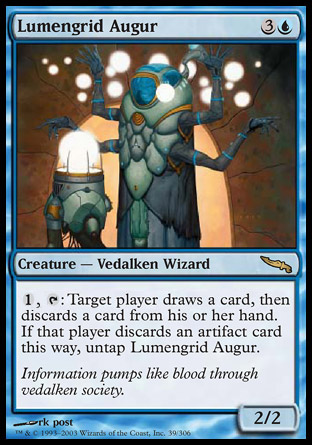 Lumengrid Augur 3
Creature — Vedalken Wizard
1, : Target player draws a card, then
discards a card from his or her hand.
If that player discards an artifact card
this way, untap Lumengrid Augur.
Information pumps like blood through
vedalken society.
rk post
™ & © 1993–2003 Wizards of the Coast, Inc. 39/306
2/2